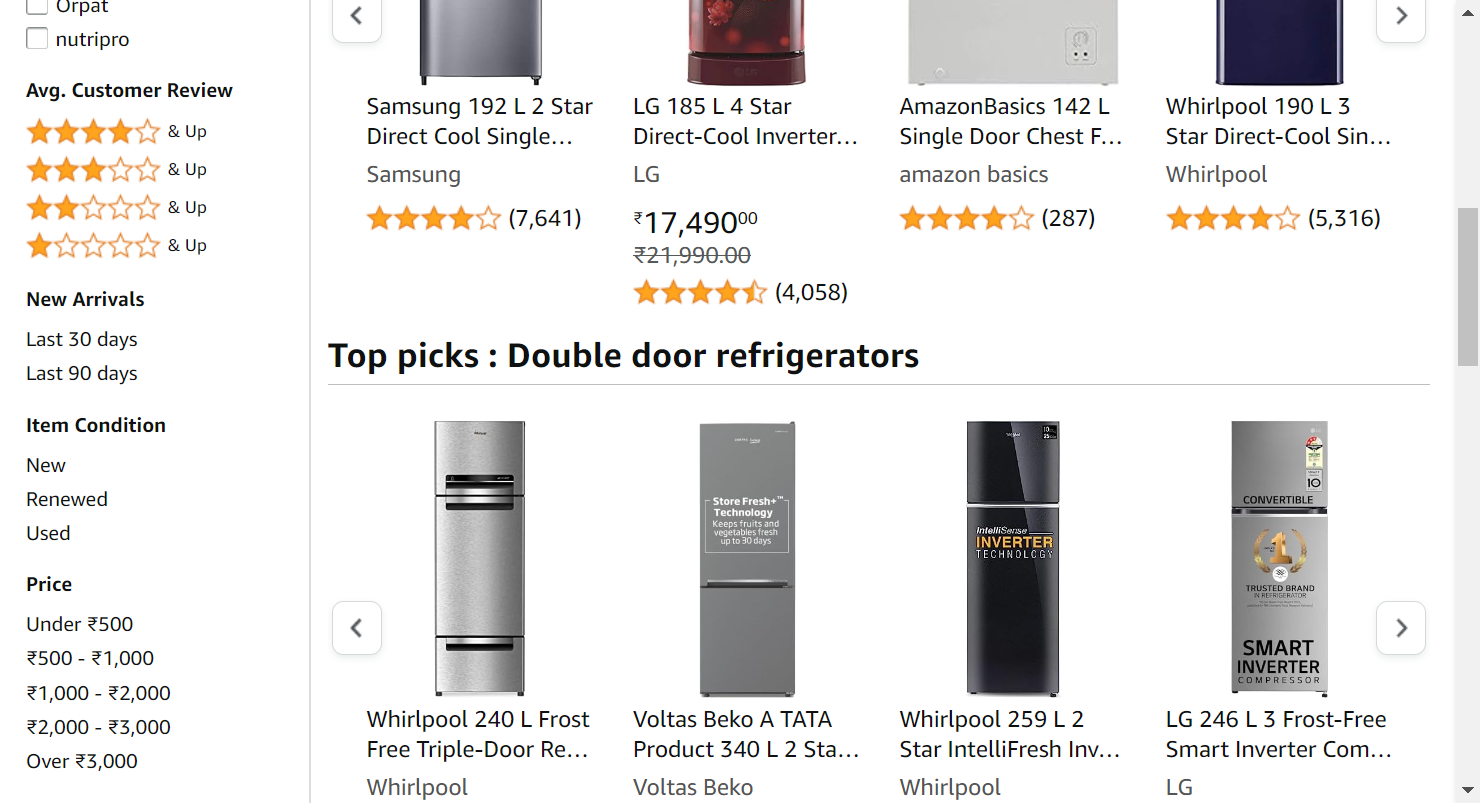 Orpat
nutripro
Avg. Customer Review
& Up
& Up
& Up
& Up
New Arrivals
Last 30 days
Last 90 days
Item Condition
New
Renewed
Used
Price
Under ₹500
₹500 - ₹1,000
₹1,000 - ₹2,000
₹2,000 - ₹3,000
Over ₹3,000
Samsung 192 L 2 Star
Direct Cool Single...
Samsung
(7,641)
LG 185 L 4 Star
Direct-Cool Inverter...
LG
₹17,49000
₹21,990.00
(4,058)
AmazonBasics 142 L
Single Door Chest F...
amazon basics
(287)
Whirlpool 190 L 3
Star Direct-Cool Sin...
Whirlpool
(5,316)
Top picks : Double door refrigerators
Whirlpool 240 L Frost
Free Triple-Door Re...
Whirlpool
Store Fresh+™
Technology
Keeps fruits and
vegetables fresh
up to 30 days
Voltas Beko A TATA
Product 340 L 2 Sta...
Voltas Beko
IntelliSense
INVERTER
TECHNOLOGY
Whirlpool 259 L 2
Star IntelliFresh Inv...
Whirlpool
10
CONVERTIBLE
1
TRUSTED BRAND
IN REFRIGERATOR
SMART
INVERTER
COMPRESSOR
LG 246 L 3 Frost-Free
Smart Inverter Com...
LG